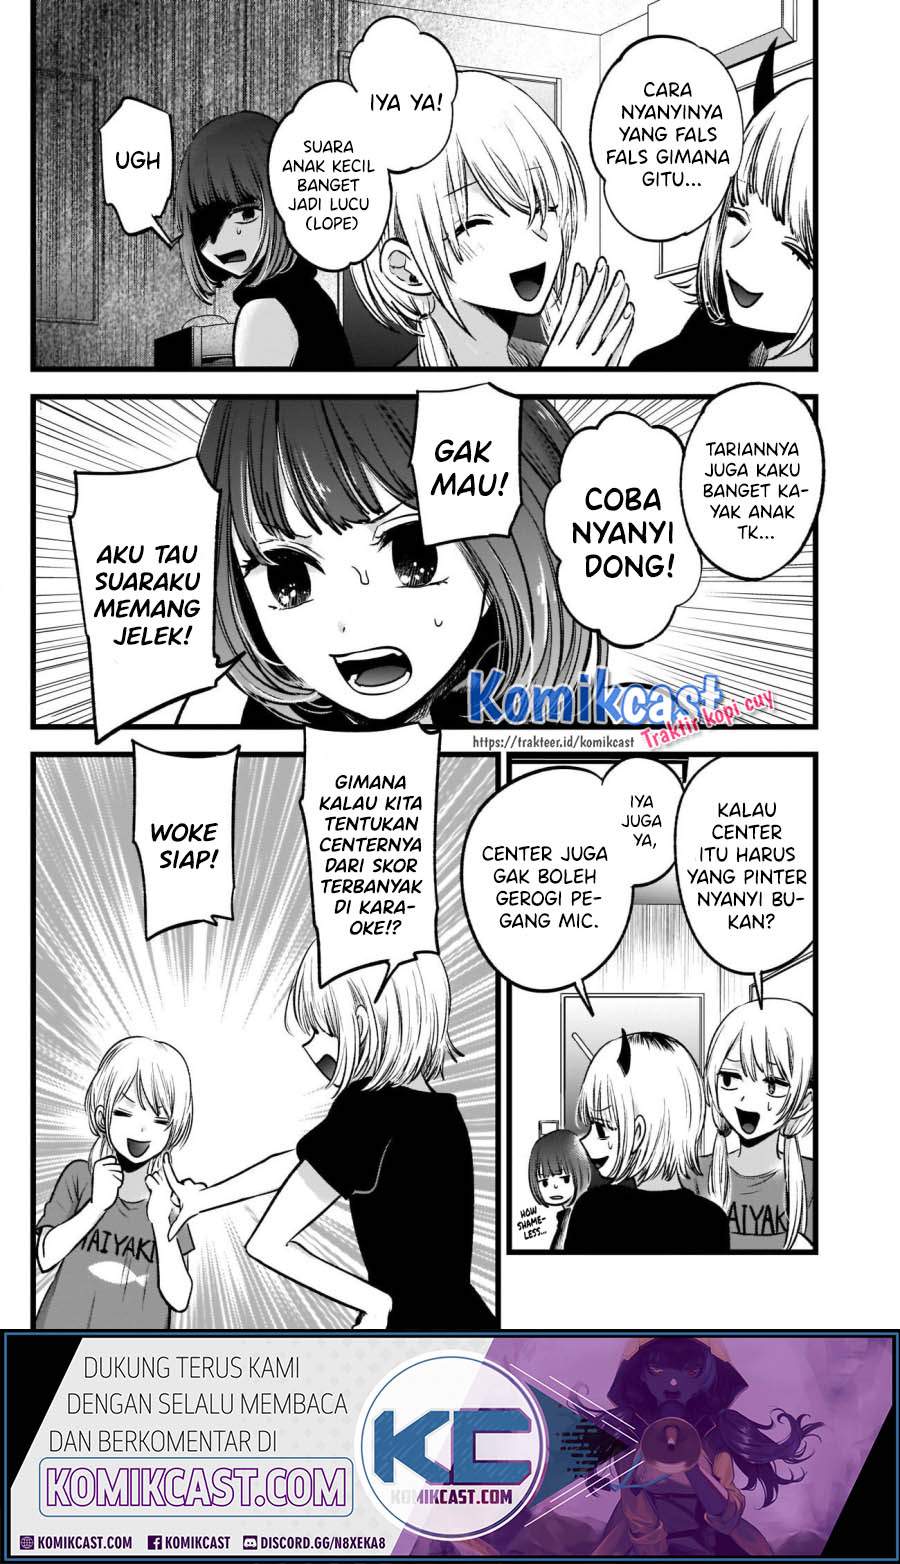 CARA
NYANYINYA
YANG FALS
FALS GIMANA
GITU...
IYA YA!
SUARA
ANAK KECIL
BANGET
JADI LUCU
(LOPE)
UGH
TARIANNYA
JUGA KAKU
BANGET KA-
YAK ANAK
TK...
COBA
NYANYI
DONG!
GAK
MAU!
AKU TAU
SUARAKU
MEMANG
JELEK!
Komikcast
https://trakteer.id/komikcast
Traktir kopi cuy
KALAU
CENTER
ITU HARUS
YANG PINTER
NYANYI BU-
KAN?
IYA
JUGA
YA,
CENTER JUGA
GAK BOLEH
GEROGI PE-
GANG MIC.
HOW
SHAME-
LESS...
AIYAK
GIMANA
KALAU KITA
TENTUKAN
CENTERNYA
DARI SKOR
TERBANYAK
DI KARA-
OKE!?
WOKE
SIAP!
AIYAKI
DUKUNG TERUS KAMI
DENGAN SELALU MEMBACA
DAN BERKOMENTAR DI
KOMIKCAST.COM
KOMIKCAST.COM
KOMIKCAST
DISCORD.GG/N8XEKA8
KC
KOMIKCAST.COM